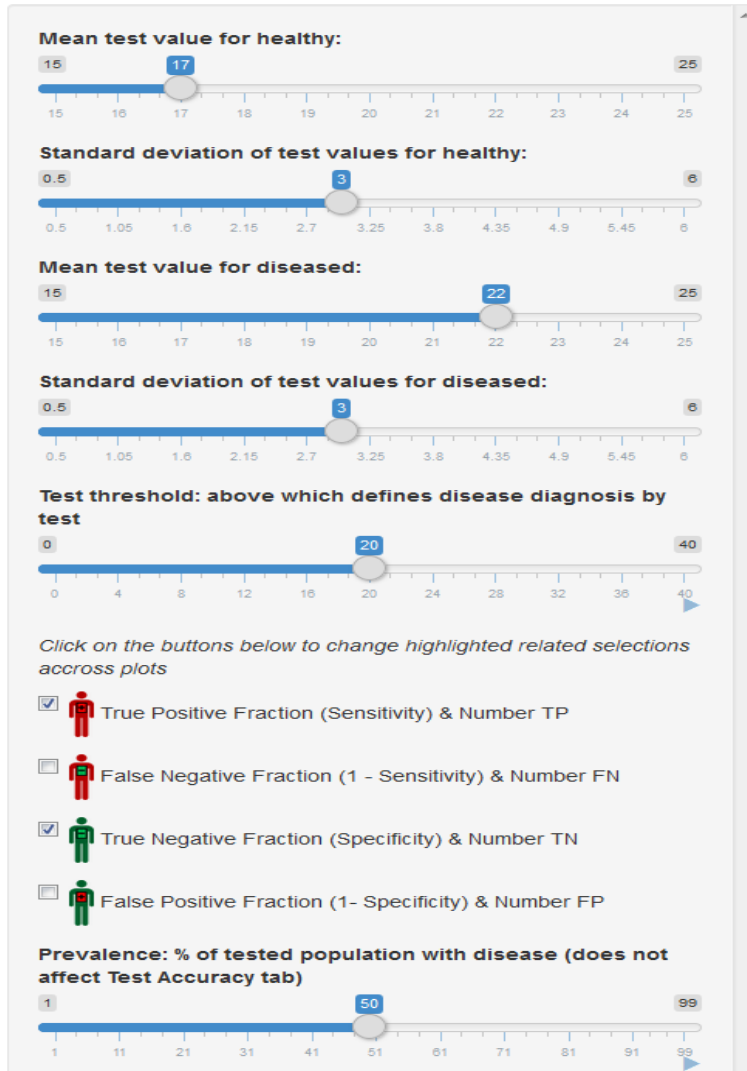 Mean test value for healthy:
15 17 25
15 16 17 18 19 20 21 22 23 24 25
Standard deviation of test values for healthy:
0.5 3 6
0.5 1.05 1.6 2.15 2.7 3.25 3.8 4.35 4.9 5.45 6
Mean test value for diseased:
15 22 25
15 16 17 18 19 20 21 22 23 24 25
Standard deviation of test values for diseased:
0.5 3 6
0.5 1.05 1.6 2.15 2.7 3.25 3.8 4.35 4.9 5.45 6
Test threshold: above which defines disease diagnosis by
test
0 20 40
0 4 8 12 16 20 24 28 32 36 40
Click on the buttons below to change highlighted related selections
accross plots
True Positive Fraction (Sensitivity) & Number TP
False Negative Fraction (1 - Sensitivity) & Number FN
True Negative Fraction (Specificity) & Number TN
False Positive Fraction (1- Specificity) & Number FP
Prevalence: % of tested population with disease (does not
affect Test Accuracy tab)
1 50 99
1 11 21 31 41 51 61 71 81 91 99